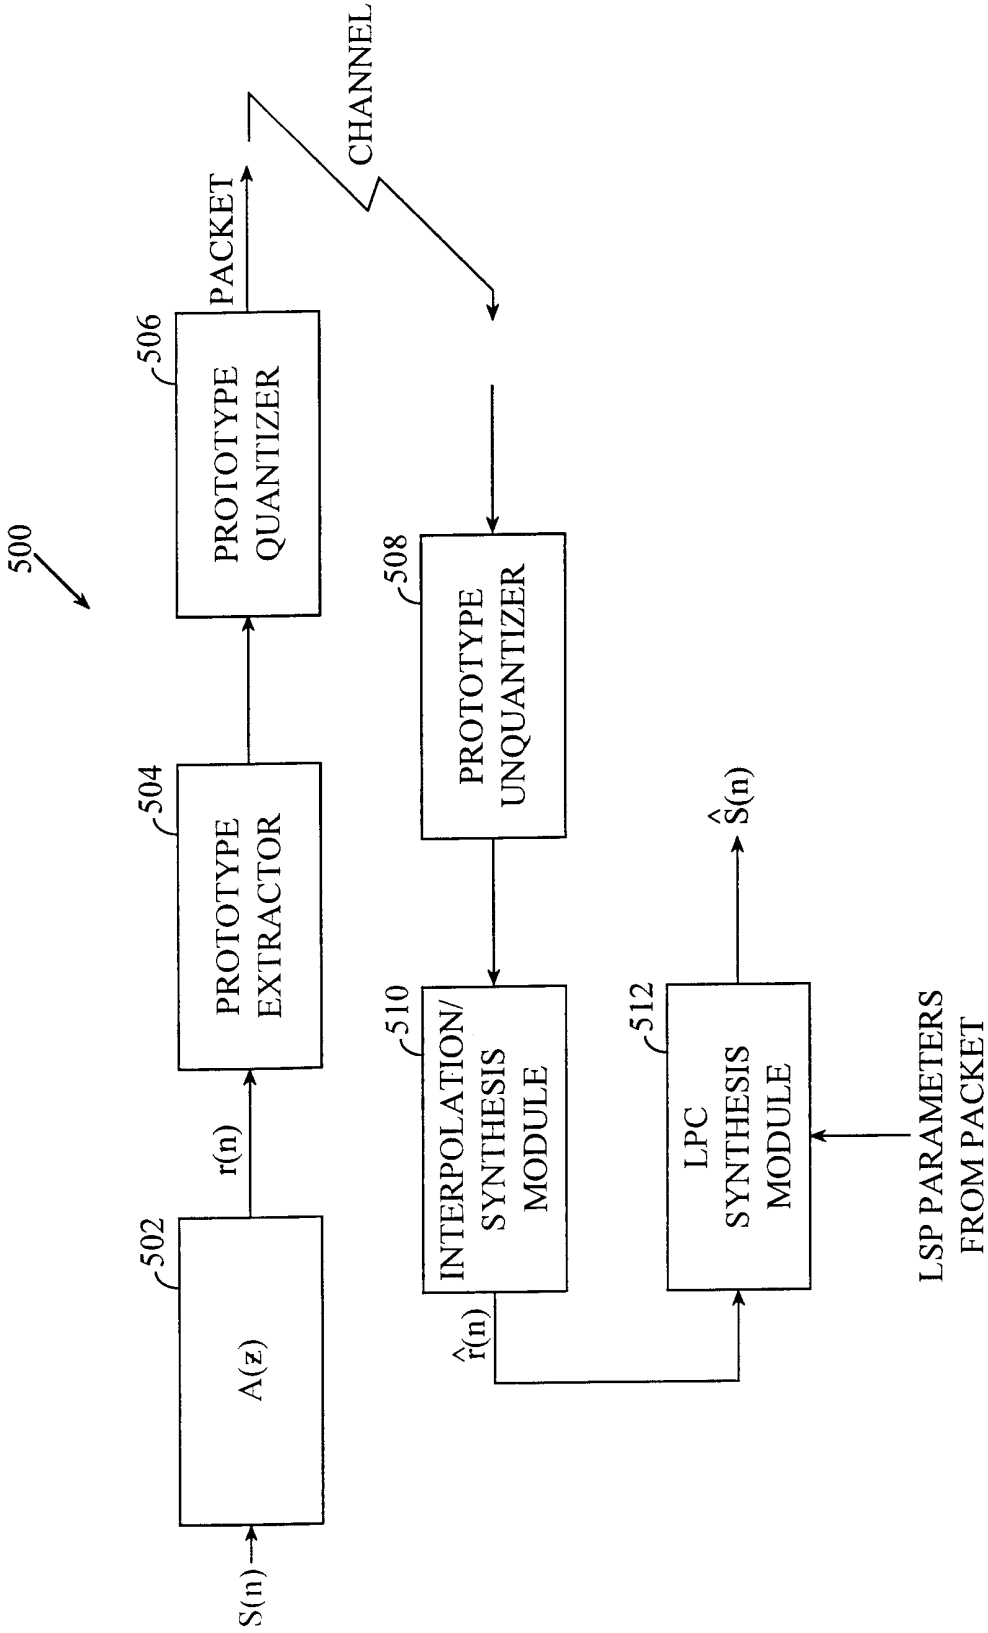 500
S(n)
502
A(z)
r(n)
504
PROTOTYPE
EXTRACTOR
506
PROTOTYPE
QUANTIZER
PACKET
CHANNEL
508
PROTOTYPE
UNQUANTIZER
510
INTERPOLATION/
SYNTHESIS
MODULE
r̂(n)
512
LPC
SYNTHESIS
MODULE
Ŝ(n)
LSP PARAMETERS
FROM PACKET